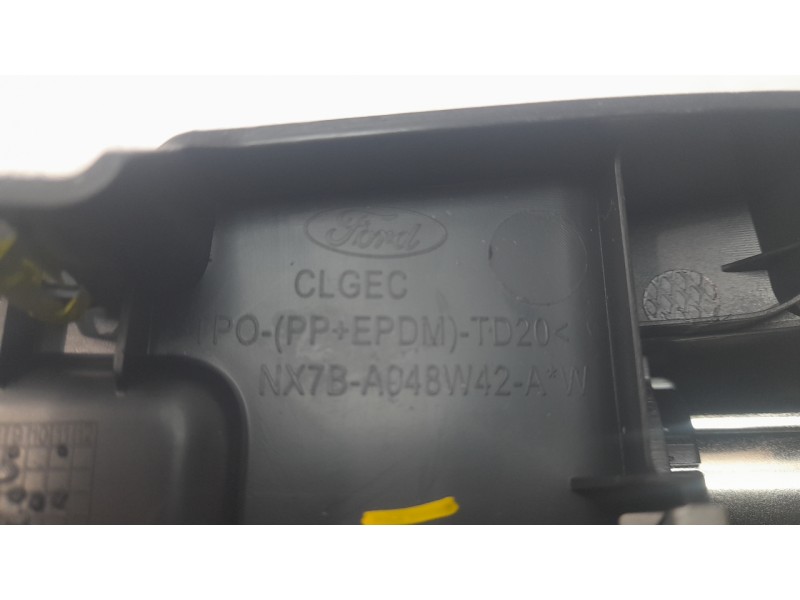 Ford
CLGEC
TPO-(PP+EPDM)-TD20<
NX7B-A048W42-A*W